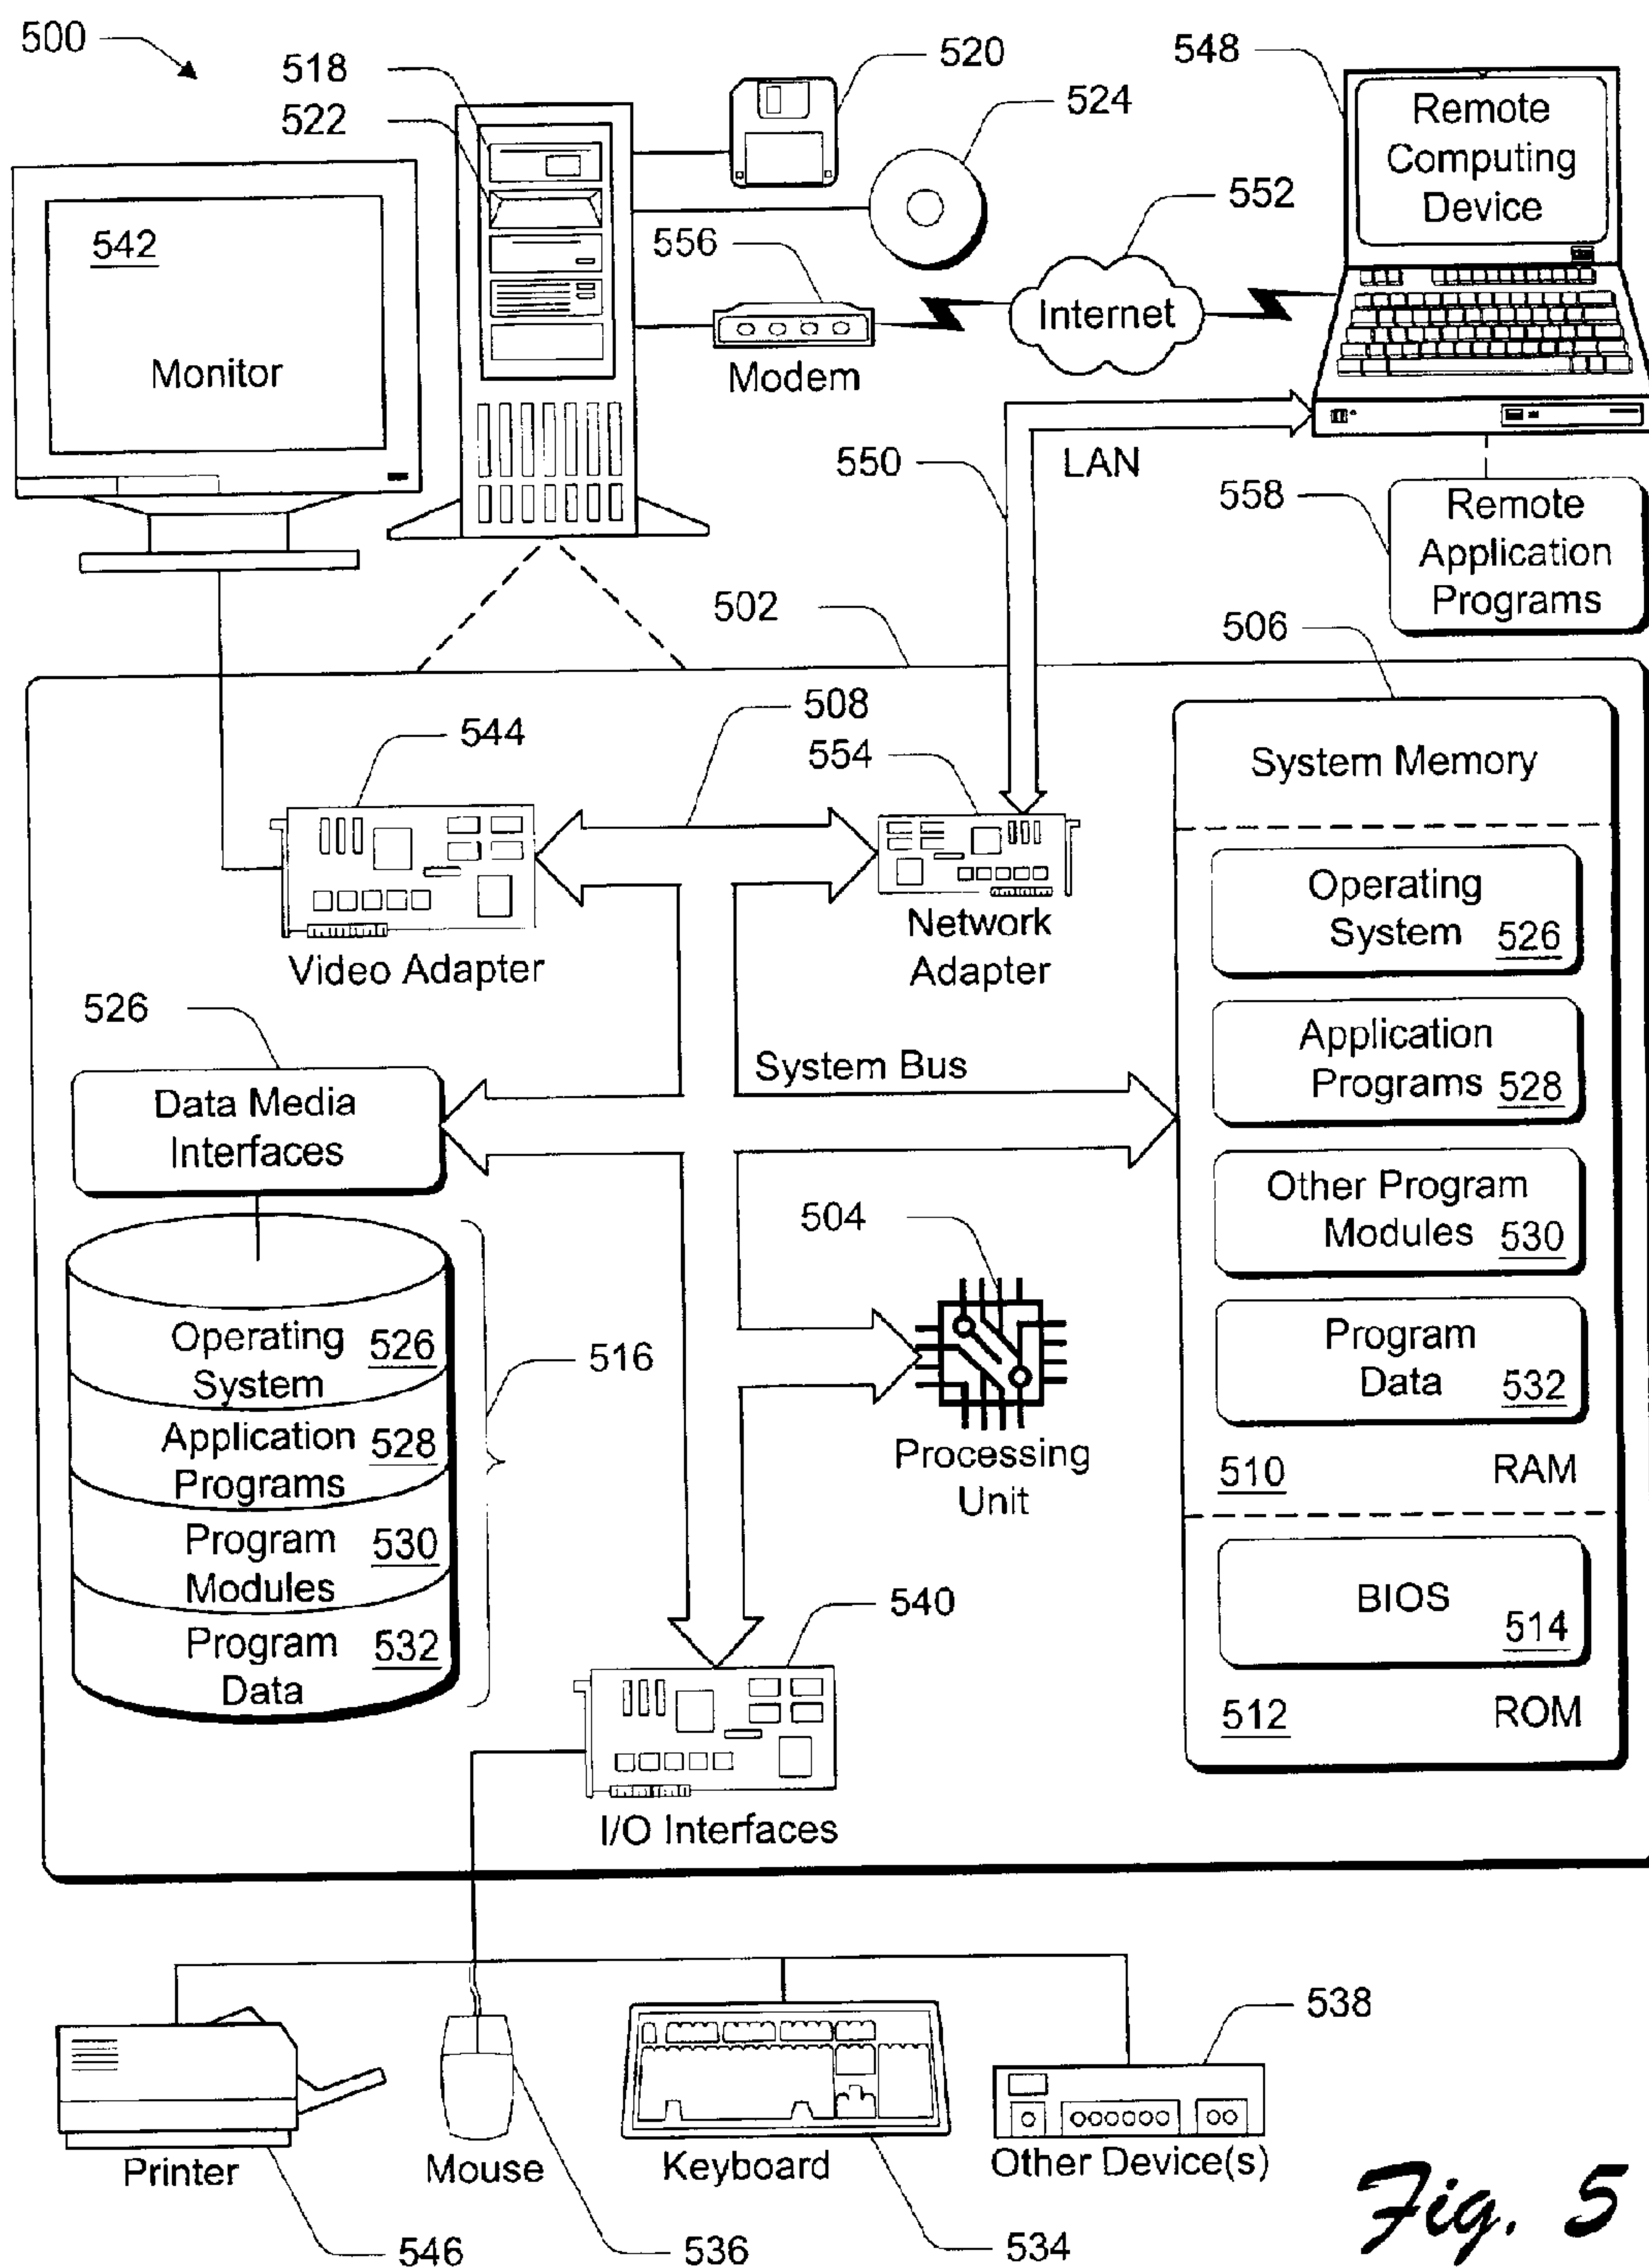 500
518
522
520
524
548
Remote
Computing
Device
552
556
542
Monitor
Internet
Modem
550
LAN
558
Remote
Application
Programs
502
506
508
544
554
System Memory
Operating
System 526
Network
Adapter
Video Adapter
526
Application
Programs 528
System Bus
Data Media
Interfaces
Other Program
Modules 530
504
Program
Data 532
Operating
System 526
516
Application
Programs 528
Processing
Unit
510 RAM
Program
Modules 530
BIOS
514
540
Program
Data 532
512 ROM
I/O Interfaces
538
Printer
Mouse
Keyboard
Other Device(s)
546
536
534
Fig. 5